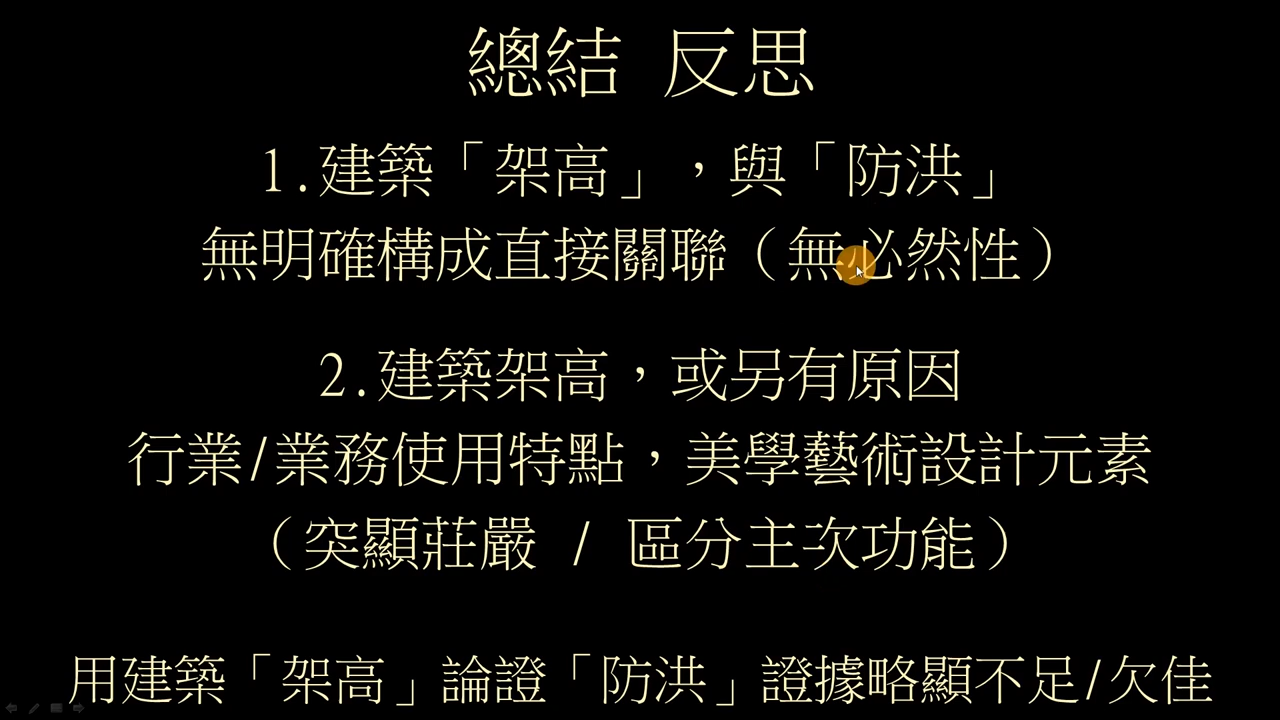 總結 反思
1.建築「架高」，與「防洪」
無明確構成直接關聯（無必然性）
2.建築架高，或另有原因
行業/業務使用特點，美學藝術設計元素
（突顯莊嚴 / 區分主次功能）
用建築「架高」論證「防洪」證據略顯不足/欠佳